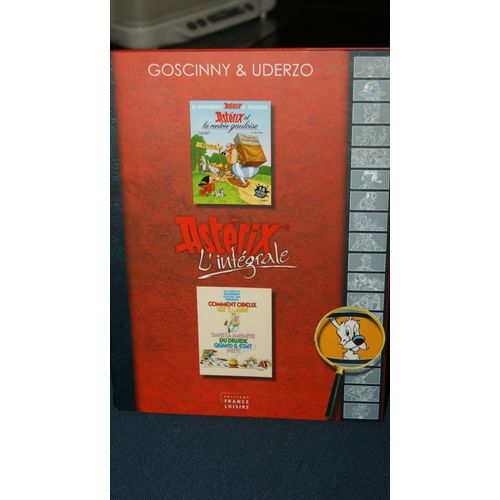 GOSCINNY & UDERZO
Astérix et
la rentrée gauloise
Astérix
L'intégrale
COMMENT OBÉLIX
EST TOMBÉ
DANS LA MARMITE
DU DRUIDE
QUAND IL ÉTAIT
PETIT
EDITIONS
FRANCE
LOISIRS